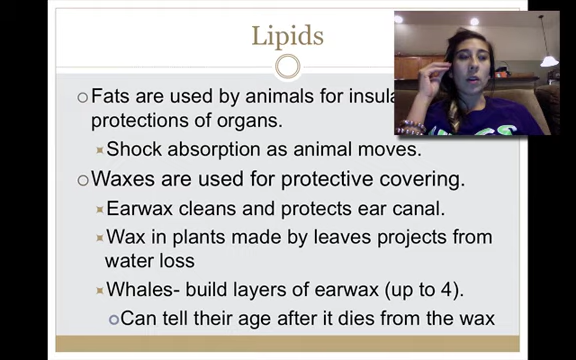 Lipids
Fats are used by animals for insula
protections of organs.
Shock absorption as animal moves.
Waxes are used for protective covering.
Earwax cleans and protects ear canal.
Wax in plants made by leaves projects from
water loss
Whales- build layers of earwax (up to 4).
Can tell their age after it dies from the wax